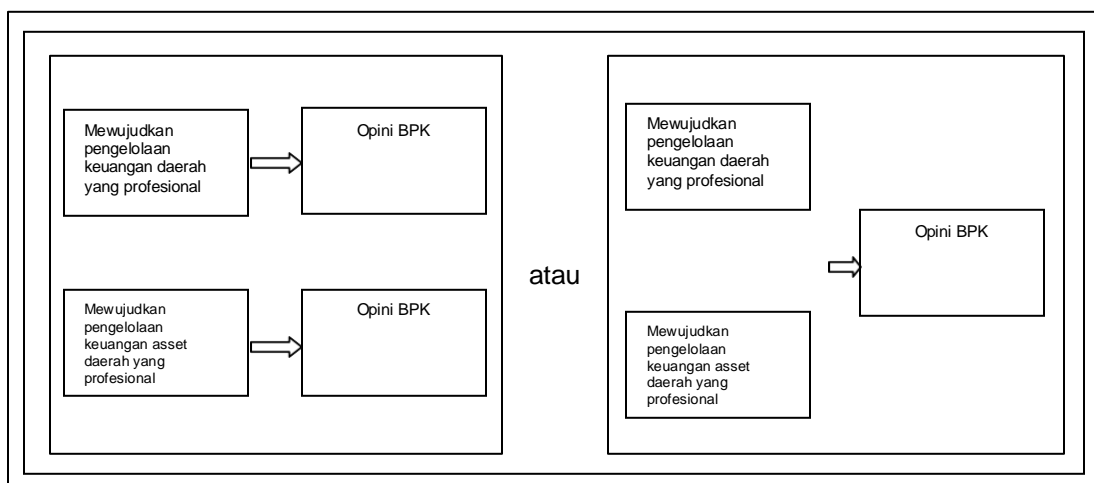 Mewujudkan
pengelolaan
keuangan daerah
yang profesional
Opini BPK
Mewujudkan
pengelolaan
keuangan asset
daerah yang
profesional
Opini BPK
atau
Mewujudkan
pengelolaan
keuangan daerah
yang profesional
Opini BPK
Mewujudkan
pengelolaan
keuangan asset
daerah yang
profesional